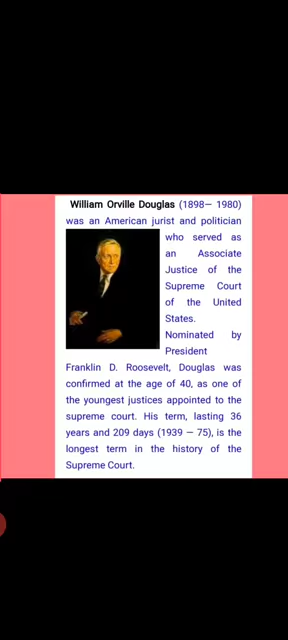 William Orville Douglas (1898— 1980)
was an American jurist and politician
who served as
an Associate
Justice of the
Supreme Court
of the United
States.
Nominated by
President
Franklin D. Roosevelt, Douglas was
confirmed at the age of 40, as one of
the youngest justices appointed to the
supreme court. His term, lasting 36
years and 209 days (1939 — 75), is the
longest term in the history of the
Supreme Court.